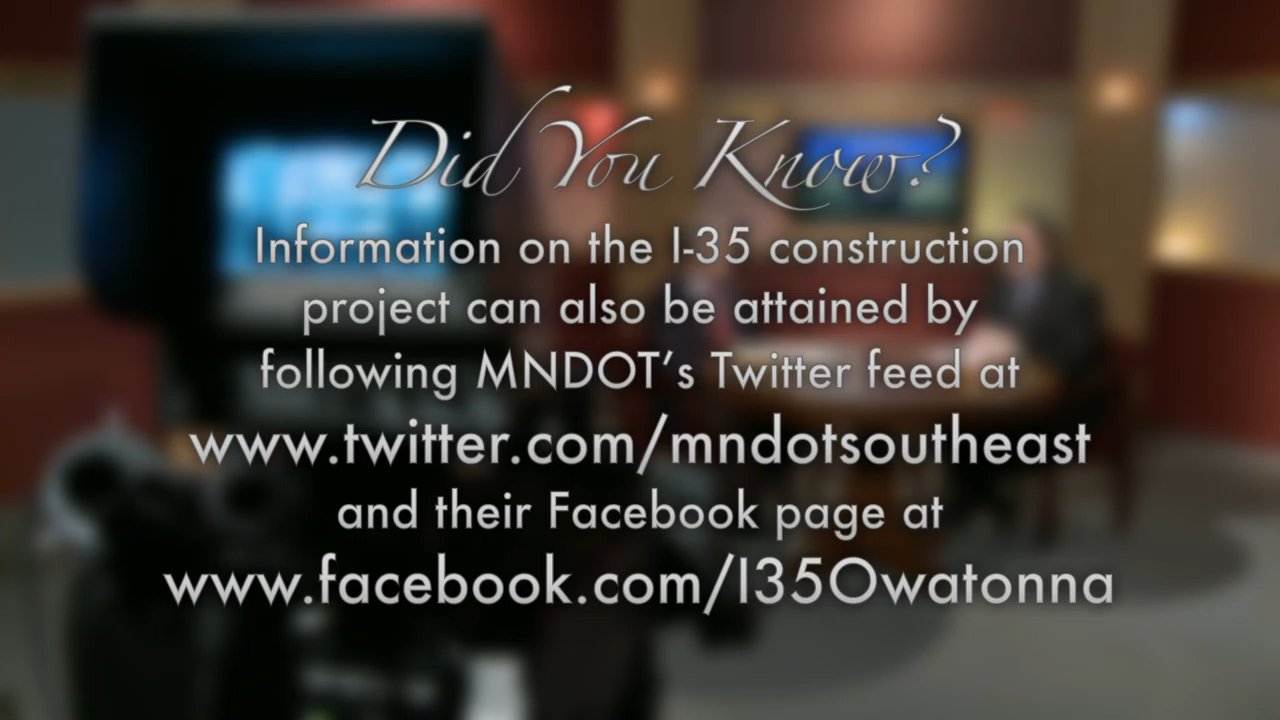 Did You Know?
Information on the I-35 construction
project can also be attained by
following MNDOT's Twitter feed at
www.twitter.com/mndotsoutheast
and their Facebook page at
www.facebook.com/I35Owatonna